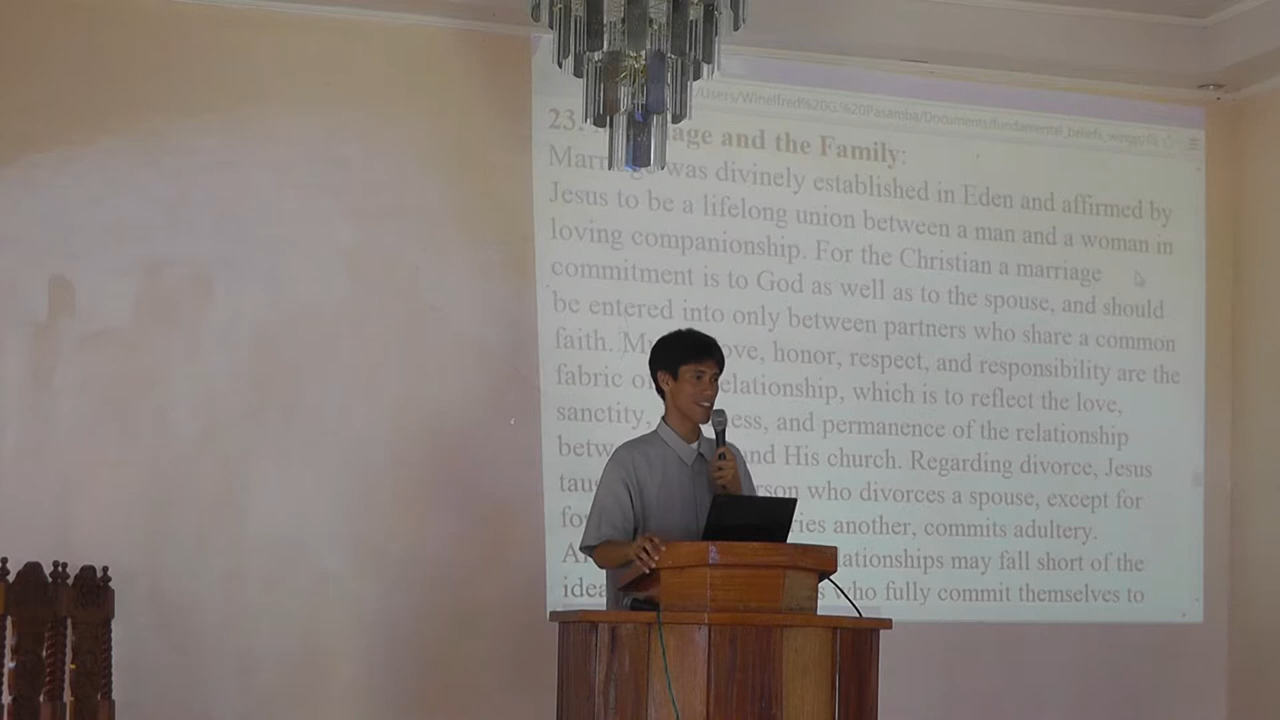 /Users/Winelfred%20G.%20Pasamba/Documents/fundamental_beliefs_
23. age and the Family:
was divinely established in Eden and affirmed by
Jesus to be a lifelong union between a man and a woman in
loving companionship. For the Christian a marriage
commitment is to God as well as to the spouse, and should
be entered into only between partners who share a common
faith. ove, honor, respect, and responsibility are the
fabric elationship, which is to reflect the love,
sanctity, ess, and permanence of the relationship
betw nd His church. Regarding divorce, Jesus
taug rson who divorces a spouse, except for
fo ries another, commits adultery.
lationships may fall short of the
idea s who fully commit themselves to